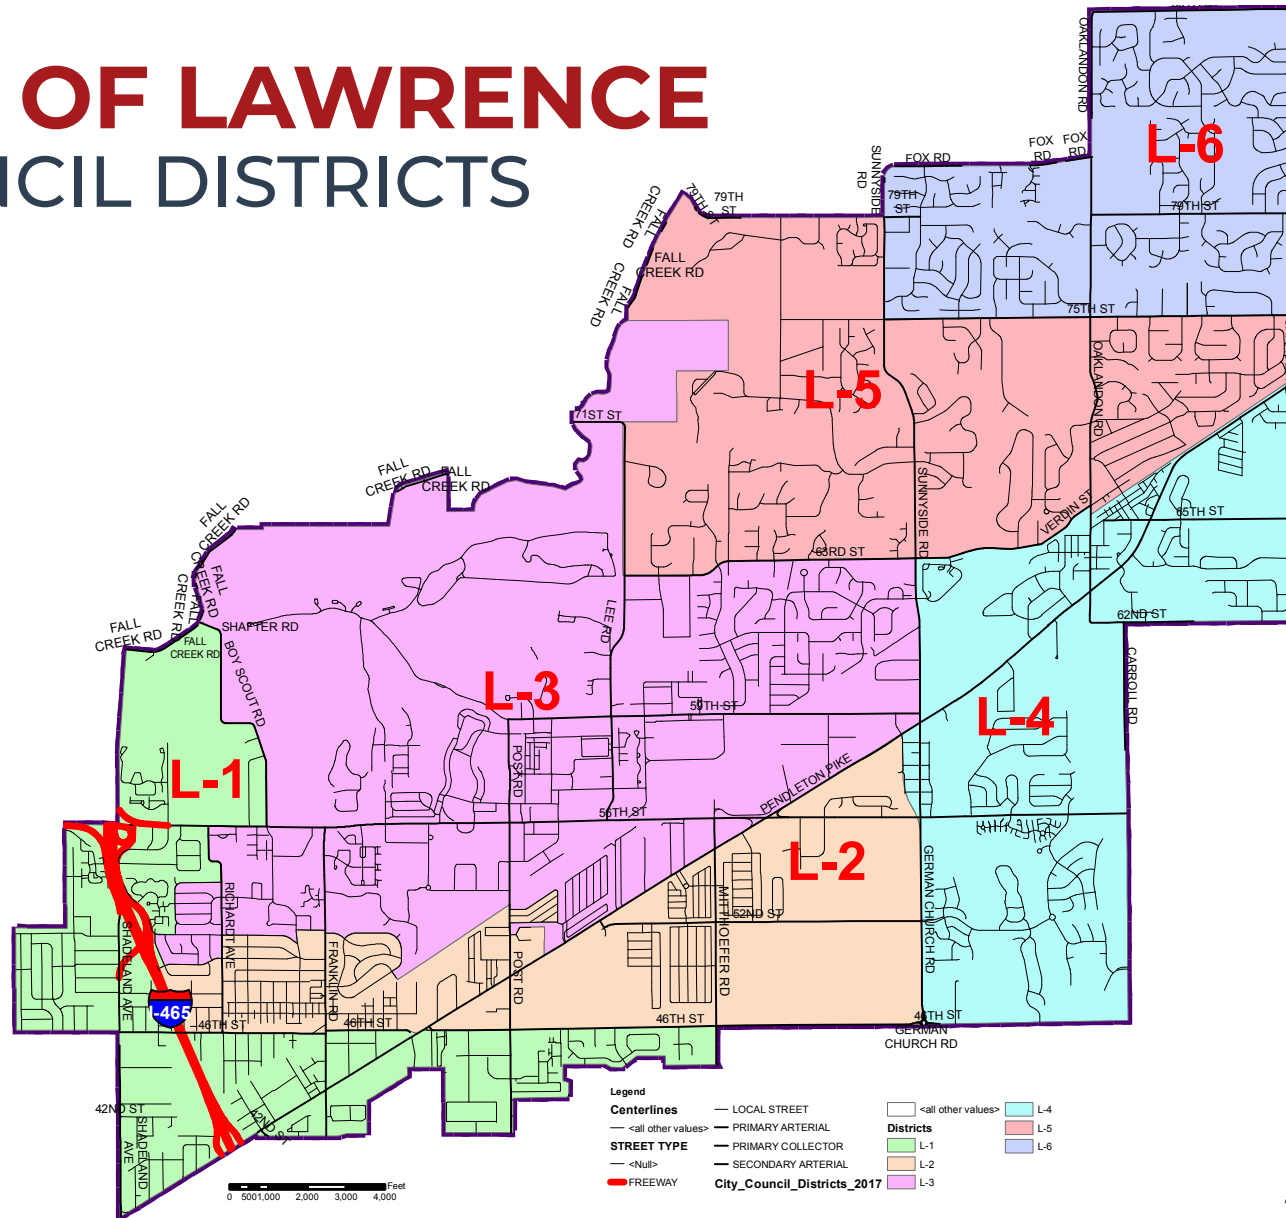 OF LAWRENCE
NCIL DISTRICTS
OAKLANDON RD
L-6
FOX RD
FOX
RD
FOX
RD
SUNNYSIDE
RD
79TH
ST
79TH ST
79TH ST
79TH
ST
FALL
CREEK RD
FALL
CREEK RD
FALL
CREEK RD
75TH ST
OAKLANDON RD
L-5
71ST ST
FALL
CREEK RD
FALL
CREEK RD
SUNNYSIDE RD
VERDIN ST
65TH ST
FALL
CREEK RD
63RD ST
FALL
CREEK RD
FALL
CREEK RD
SHAFTER RD
FALL
CREEK RD
FALL
CREEK RD
BOY SCOUT RD
LEE RD
62ND ST
CARROLL RD
L-3
59TH ST
L-4
POST RD
L-1
PENDLETON PIKE
56TH ST
L-2
RICHARDT AVE
MITTHOEFER RD
52ND ST
GERMAN CHURCH RD
SHADELAND AVE
FRANKLIN RD
POST RD
I-465
46TH ST
46TH ST
46TH ST
46TH ST
GERMAN
CHURCH RD
42ND ST
42ND ST
SHADELAND
AVE
Legend
Centerlines
<all other values>
STREET TYPE
<Null>
FREEWAY
LOCAL STREET
PRIMARY ARTERIAL
PRIMARY COLLECTOR
SECONDARY ARTERIAL
City_Council_Districts_2017
<all other values>
Districts
L-1
L-2
L-3
L-4
L-5
L-6
Feet
0 500 1,000 2,000 3,000 4,000